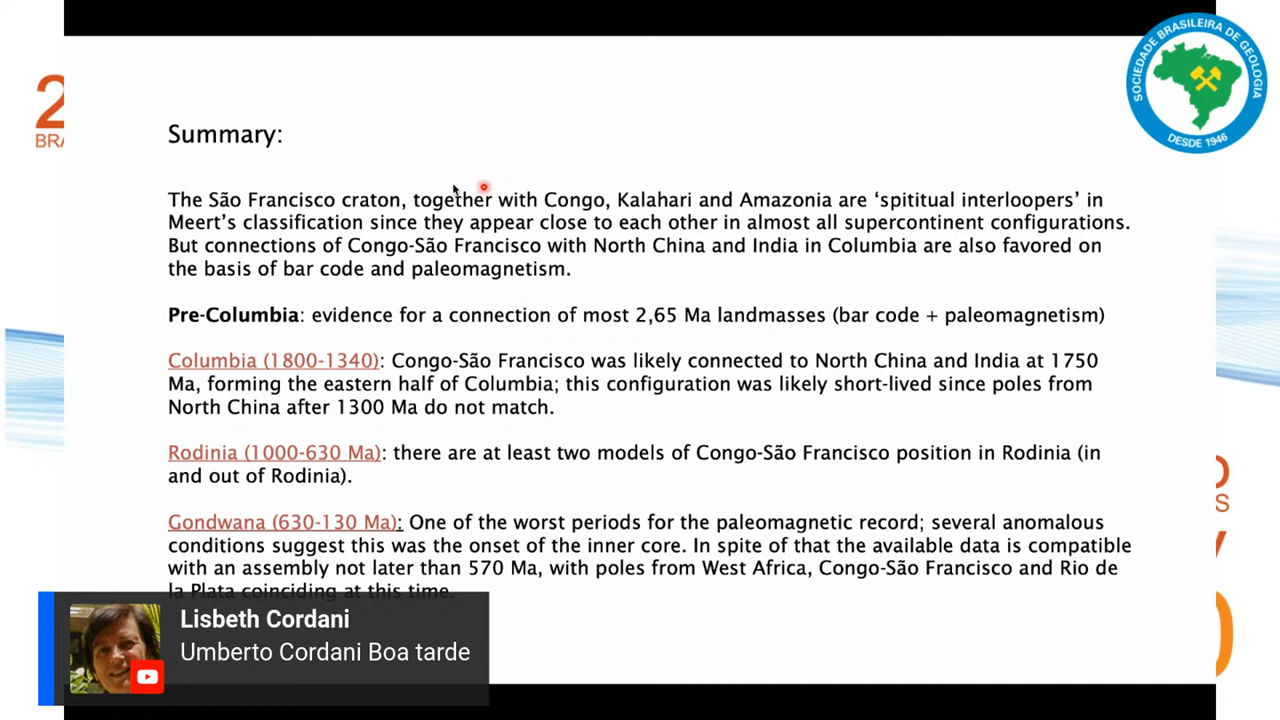 2
BRA
SOCIEDADE BRASILEIRA DE GEOLOGIA
DESDE 1946
Summary:
The São Francisco craton, together with Congo, Kalahari and Amazonia are ‘spititual interloopers’ in
Meert’s classification since they appear close to each other in almost all supercontinent configurations.
But connections of Congo-São Francisco with North China and India in Columbia are also favored on
the basis of bar code and paleomagnetism.
Pre-Columbia: evidence for a connection of most 2,65 Ma landmasses (bar code + paleomagnetism)
Columbia (1800-1340): Congo-São Francisco was likely connected to North China and India at 1750
Ma, forming the eastern half of Columbia; this configuration was likely short-lived since poles from
North China after 1300 Ma do not match.
Rodinia (1000-630 Ma): there are at least two models of Congo-São Francisco position in Rodinia (in
and out of Rodinia).
Gondwana (630-130 Ma): One of the worst periods for the paleomagnetic record; several anomalous
conditions suggest this was the onset of the inner core. In spite of that the available data is compatible
with an assembly not later than 570 Ma, with poles from West Africa, Congo-São Francisco and Rio de
la Plata coinciding at this time.
Lisbeth Cordani
Umberto Cordani Boa tarde